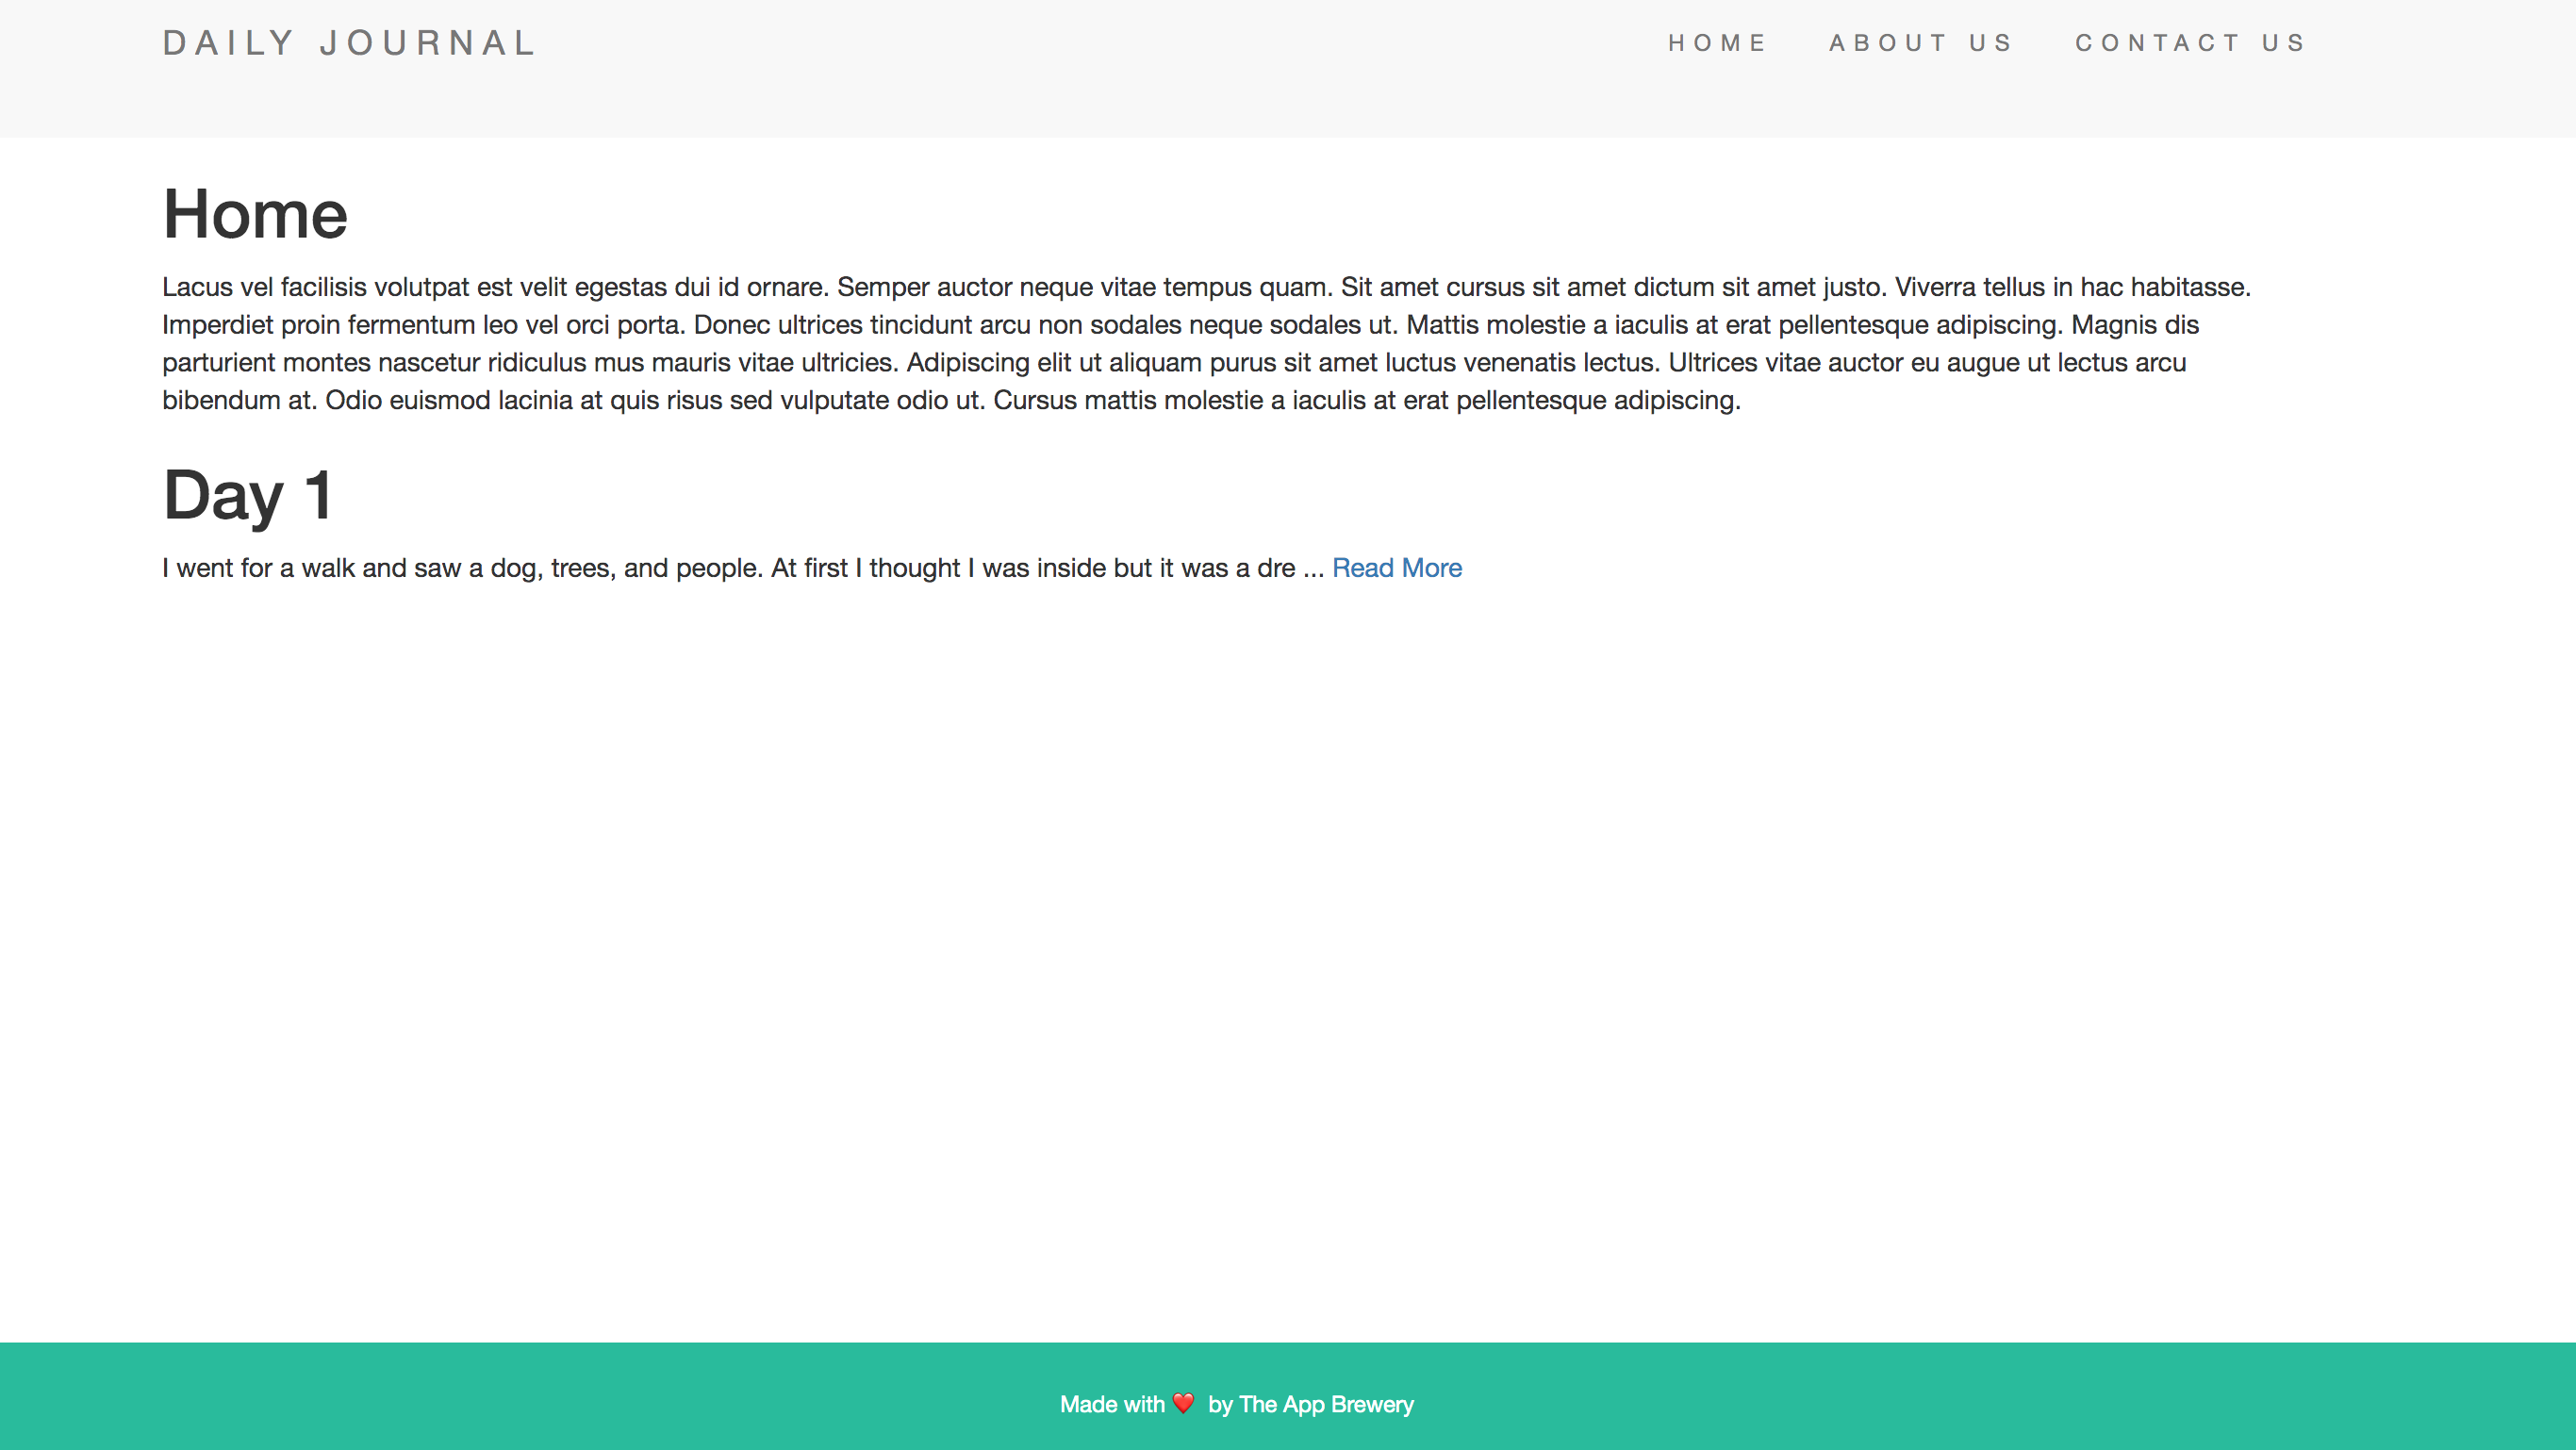 DAILY JOURNAL
HOME ABOUT US CONTACT US
Home
Lacus vel facilisis volutpat est velit egestas dui id ornare. Semper auctor neque vitae tempus quam. Sit amet cursus sit amet dictum sit amet justo. Viverra tellus in hac habitasse.
Imperdiet proin fermentum leo vel orci porta. Donec ultrices tincidunt arcu non sodales neque sodales ut. Mattis molestie a iaculis at erat pellentesque adipiscing. Magnis dis
parturient montes nascetur ridiculus mus mauris vitae ultricies. Adipiscing elit ut aliquam purus sit amet luctus venenatis lectus. Ultrices vitae auctor eu augue ut lectus arcu
bibendum at. Odio euismod lacinia at quis risus sed vulputate odio ut. Cursus mattis molestie a iaculis at erat pellentesque adipiscing.
Day 1
I went for a walk and saw a dog, trees, and people. At first I thought I was inside but it was a dre ... Read More
Made with ❤️ by The App Brewery